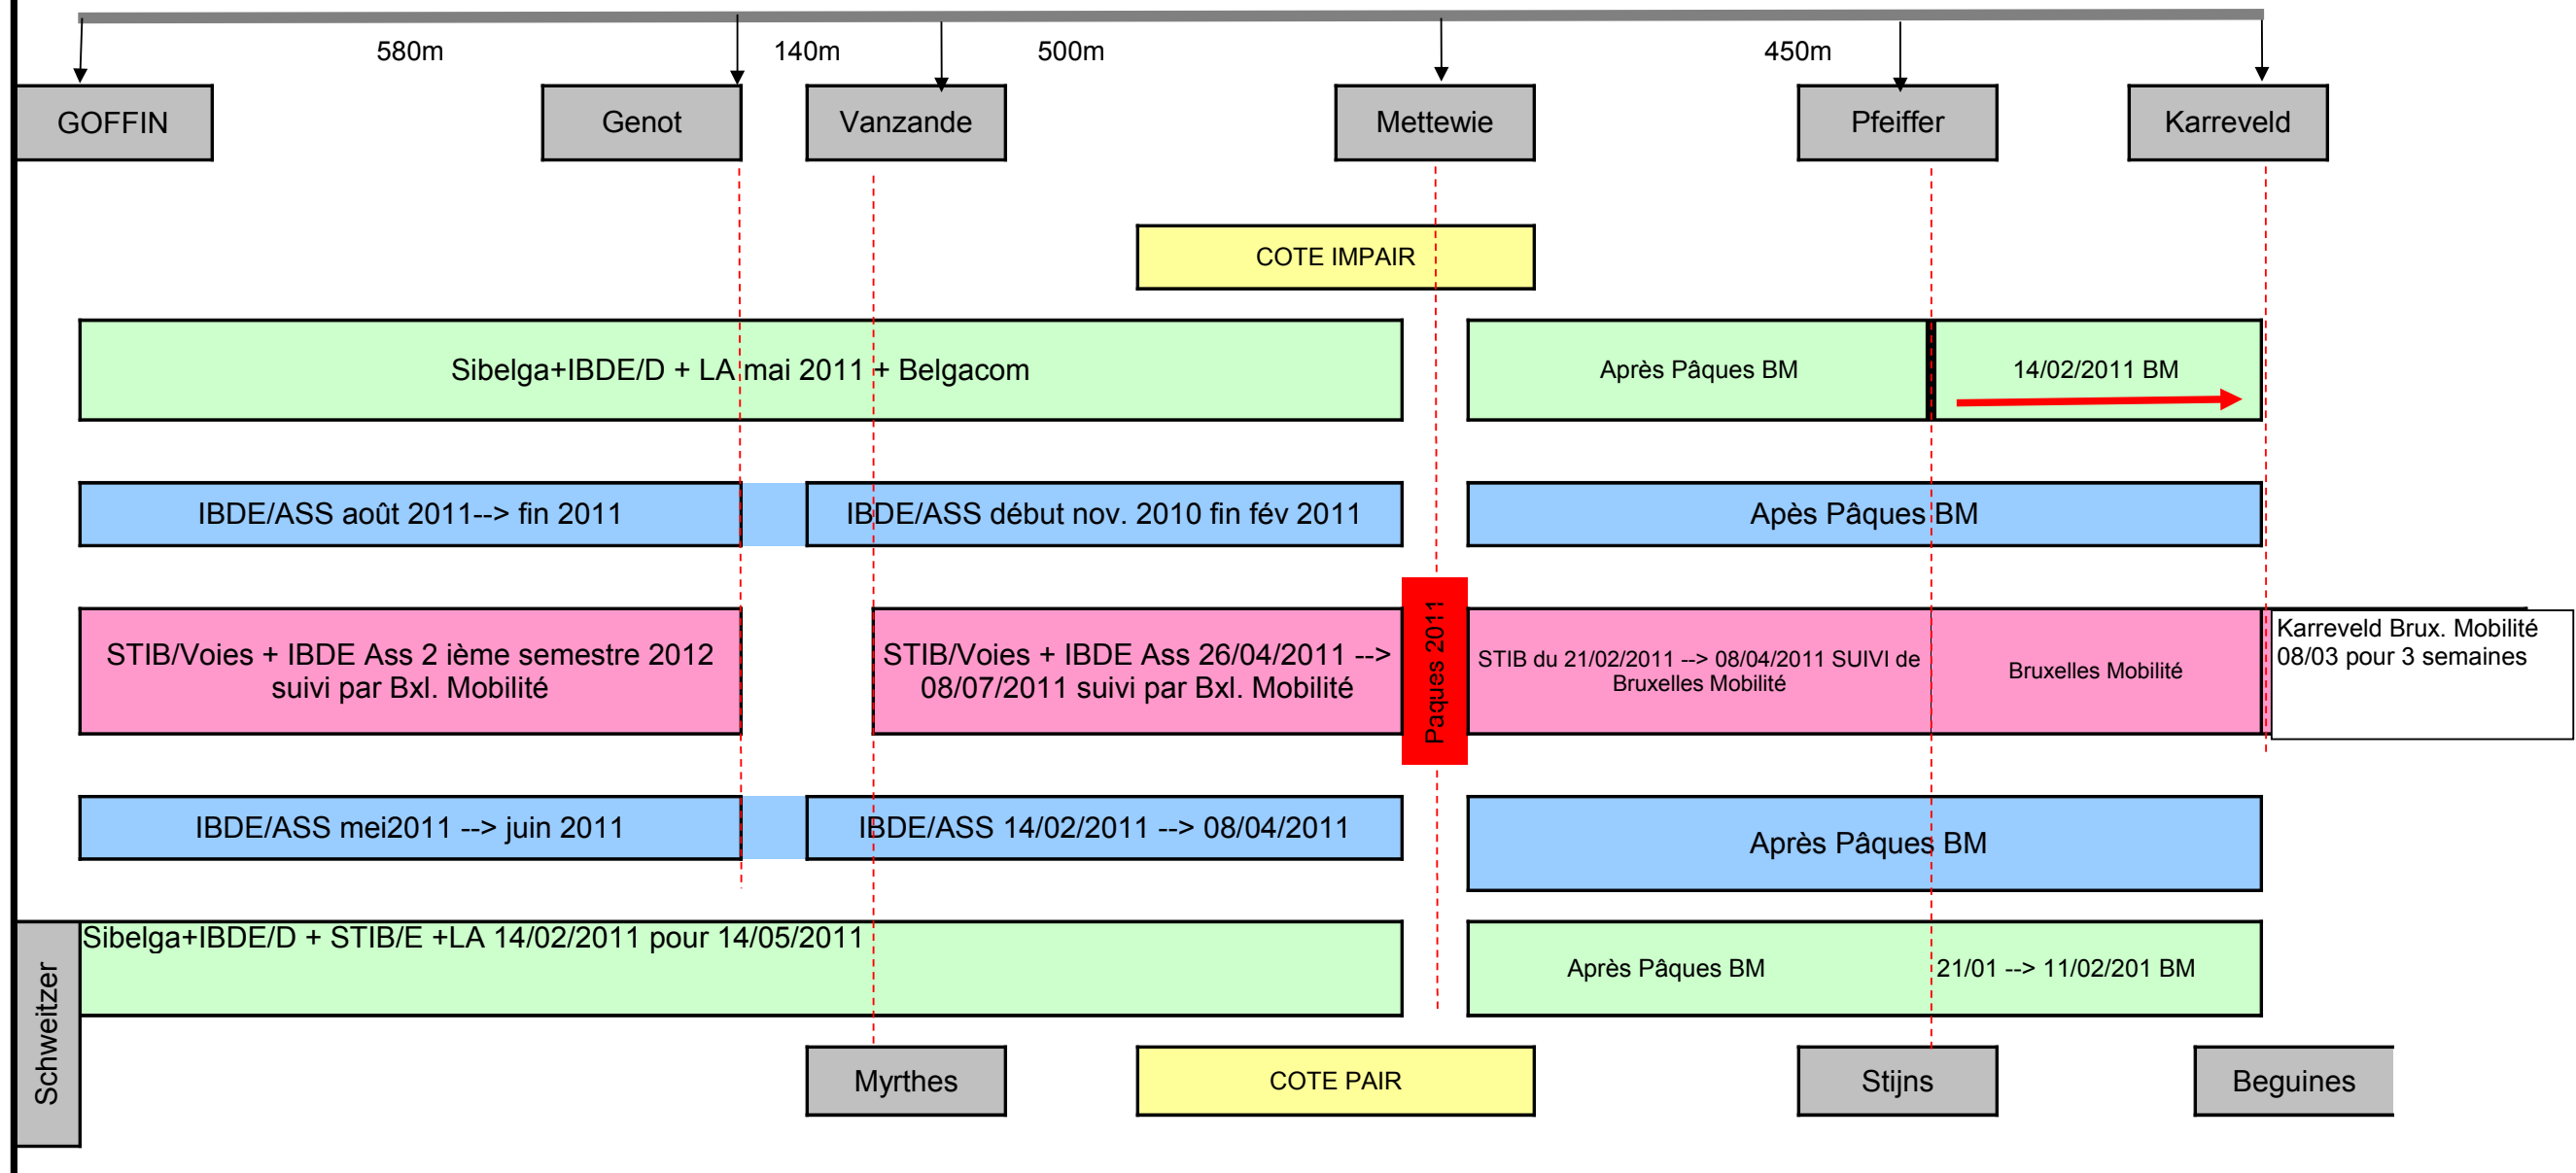 580m
140m
500m
450m
GOFFIN
Genot
Vanzande
Mettewie
Pfeiffer
Karreveld
COTE IMPAIR
Sibelga+IBDE/D + LA mai 2011 + Belgacom
Après Pâques BM
14/02/2011 BM
IBDE/ASS août 2011--> fin 2011
IBDE/ASS début nov. 2010 fin fév 2011
Apès Pâques BM
STIB/Voies + IBDE Ass 2 ième semestre 2012
suivi par Bxl. Mobilité
STIB/Voies + IBDE Ass 26/04/2011 -->
08/07/2011 suivi par Bxl. Mobilité
Paques 2011
STIB du 21/02/2011 --> 08/04/2011 SUIVI de
Bruxelles Mobilité
Bruxelles Mobilité
Karreveld Brux. Mobilité
08/03 pour 3 semaines
IBDE/ASS mei2011 --> juin 2011
IBDE/ASS 14/02/2011 --> 08/04/2011
Après Pâques BM
Schweitzer
Sibelga+IBDE/D + STIB/E +LA 14/02/2011 pour 14/05/2011
Après Pâques BM
21/01 --> 11/02/201 BM
Myrthes
COTE PAIR
Stijns
Beguines